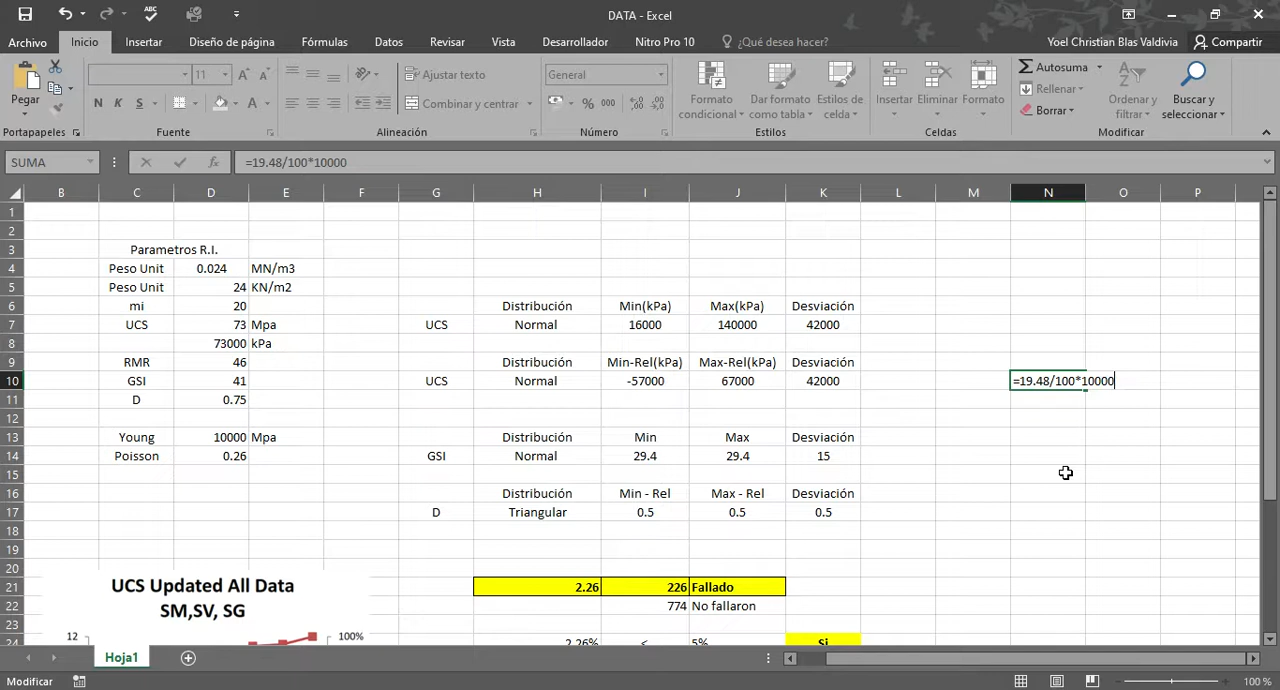 DATA - Excel
Archivo Inicio Insertar Diseño de página Fórmulas Datos Revisar Vista Desarrollador Nitro Pro 10 ¿Qué desea hacer? Yoel Christian Blas Valdivia Compartir
Pegar
N K S
11
A A
Ajustar texto
Combinar y centrar
General
% 000
Formato condicional
Dar formato como tabla
Estilos de celda
Insertar Eliminar Formato
Autosuma
Rellenar
Borrar
Ordenar y filtrar
Buscar y seleccionar
Portapapeles Fuente Alineación Número Estilos Celdas Modificar
SUMA fx =19.48/100*10000
B C D E F G H I J K L M N O P
1
2
3 Parametros R.I.
4 Peso Unit 0.024 MN/m3
5 Peso Unit 24 KN/m2
6 mi 20 Distribución Min(kPa) Max(kPa) Desviación
7 UCS 73 Mpa UCS Normal 16000 140000 42000
8 73000 kPa
9 RMR 46 Distribución Min-Rel(kPa) Max-Rel(kPa) Desviación
10 GSI 41 UCS Normal -57000 67000 42000 =19.48/100*10000
11 D 0.75
12
13 Young 10000 Mpa Distribución Min Max Desviación
14 Poisson 0.26 GSI Normal 29.4 29.4 15
15
16 Distribución Min - Rel Max - Rel Desviación
17 D Triangular 0.5 0.5 0.5
18
19
20
21 2.26 226 Fallado
22 774 No fallaron
23
24 2.26% < 5% Si
UCS Updated All Data
SM,SV, SG
12 100%
Hoja1
Modificar 100 %